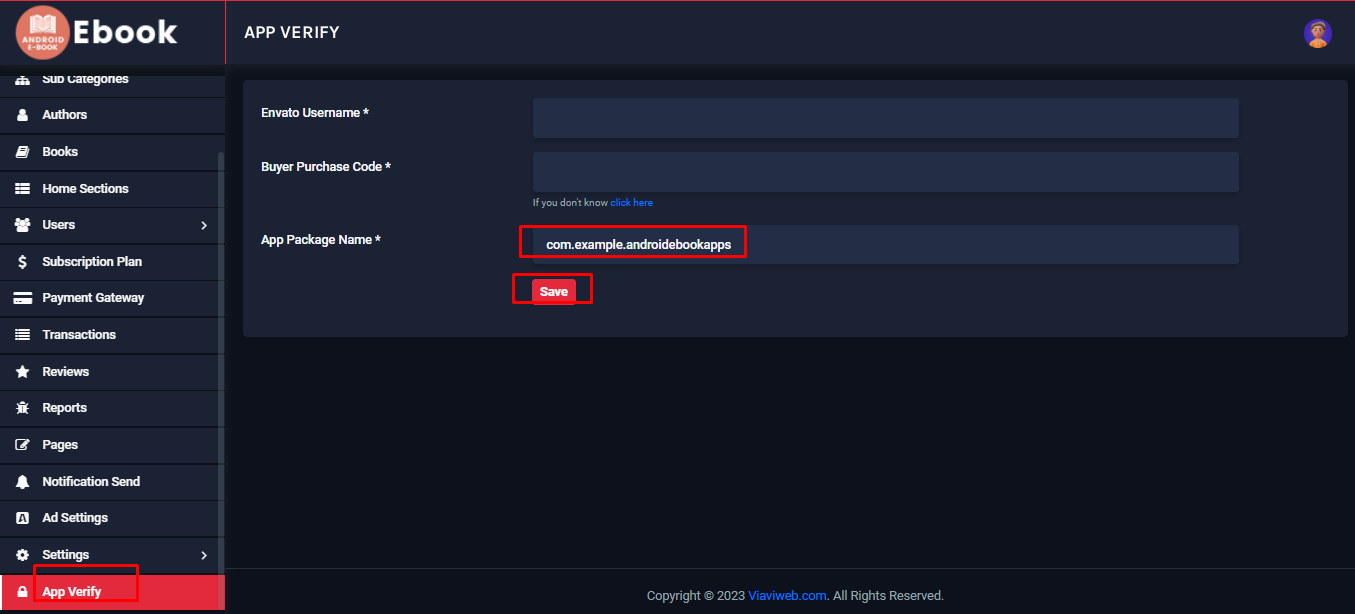 ANDROID
E-BOOK
Ebook
APP VERIFY
Sub Categories
Authors
Books
Home Sections
Users
Subscription Plan
Payment Gateway
Transactions
Reviews
Reports
Pages
Notification Send
Ad Settings
Settings
App Verify
Envato Username *
Buyer Purchase Code *
If you don't know click here
App Package Name *
com.example.androidebookapps
Save
Copyright © 2023 Viaviweb.com. All Rights Reserved.